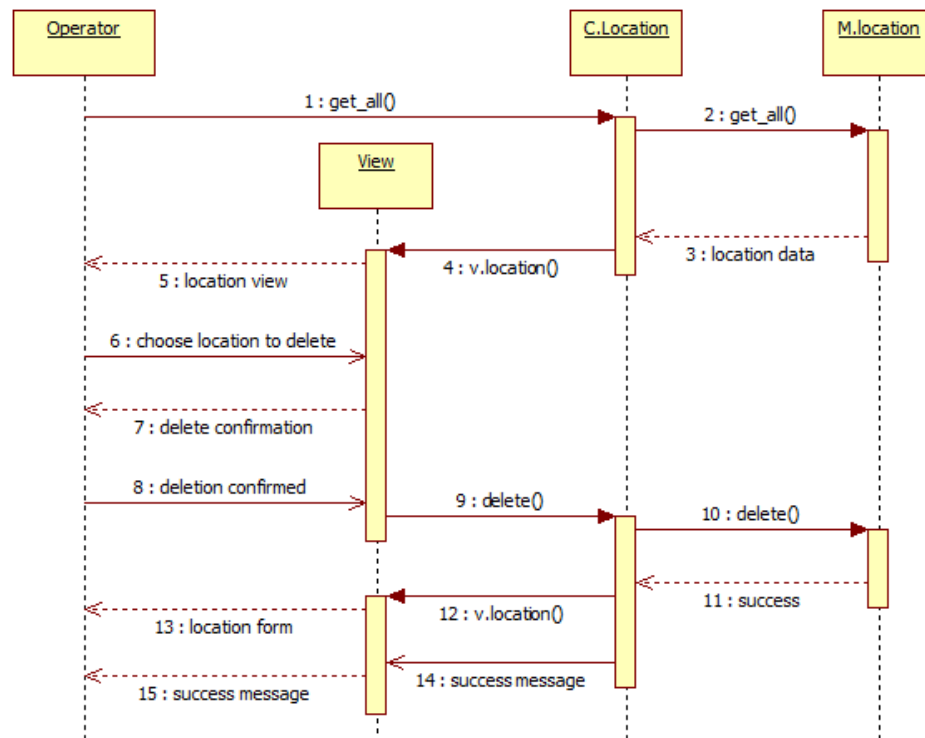 Operator
C.Location
M.location
1 : get_all()
2 : get_all()
View
3 : location data
4 : v.location()
5 : location view
6 : choose location to delete
7 : delete confirmation
8 : deletion confirmed
9 : delete()
10 : delete()
11 : success
12 : v.location()
13 : location form
14 : success message
15 : success message